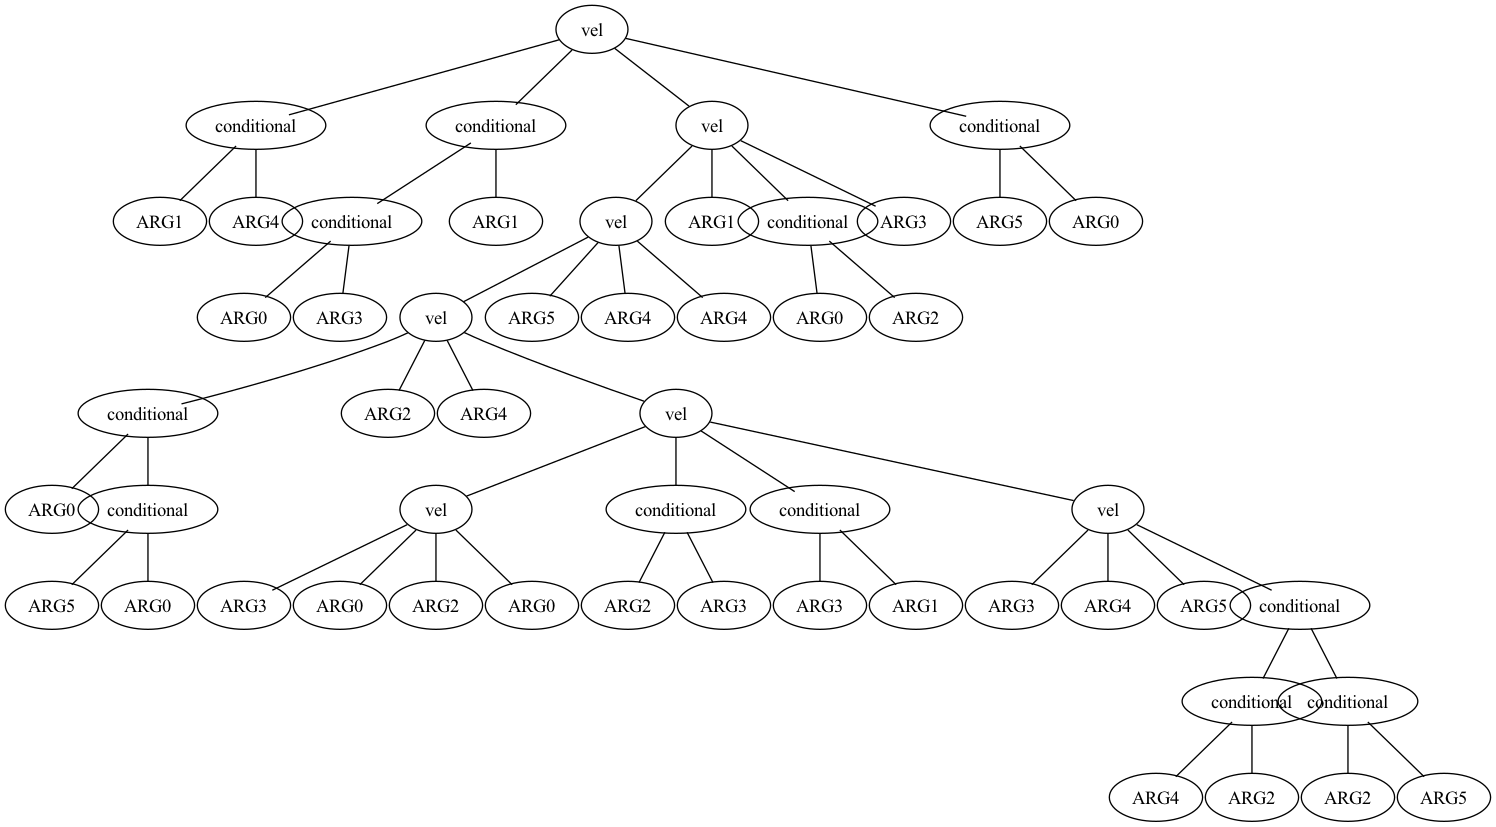 vel
conditional conditional vel conditional
ARG1 ARG4 conditional ARG1 vel ARG1 conditional ARG3 ARG5 ARG0
ARG0 ARG3 vel ARG5 ARG4 ARG4 ARG0 ARG2
conditional ARG2 ARG4 vel
ARG0 conditional vel conditional conditional vel
ARG5 ARG0 ARG3 ARG0 ARG2 ARG0 ARG2 ARG3 ARG3 ARG1 ARG3 ARG4 ARG5 conditional
conditional conditional
ARG4 ARG2 ARG2 ARG5